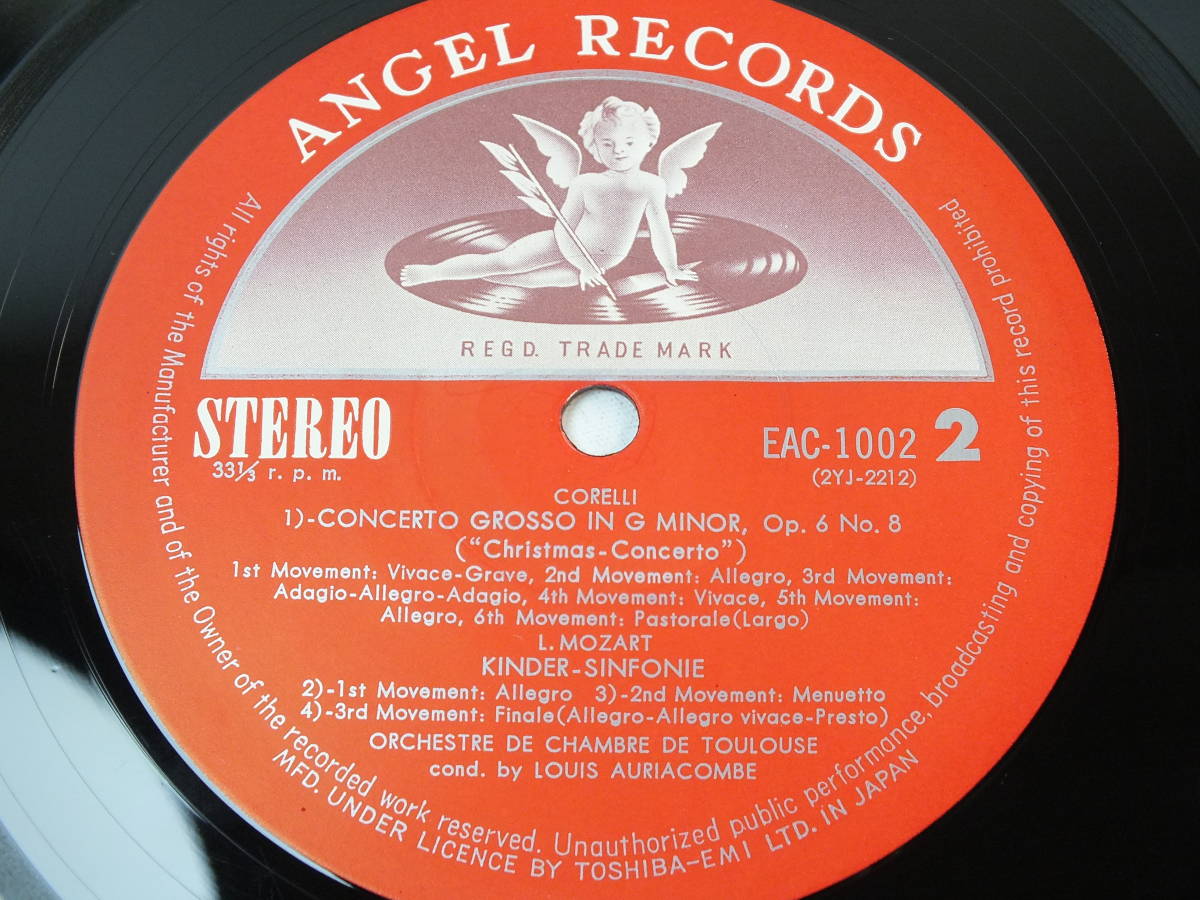 ANGEL RECORDS
REGD. TRADE MARK
STEREO
33 1/3 r. p. m.
EAC-1002 2
(2YJ-2212)
CORELLI
1)-CONCERTO GROSSO IN G MINOR, Op. 6 No. 8
("Christmas-Concerto")
1st Movement: Vivace-Grave, 2nd Movement: Allegro, 3rd Movement:
Adagio-Allegro-Adagio, 4th Movement: Vivace, 5th Movement:
Allegro, 6th Movement: Pastorale(Largo)
L. MOZART
KINDER-SINFONIE
2)-1st Movement: Allegro 3)-2nd Movement: Menuetto
4)-3rd Movement: Finale(Allegro-Allegro vivace-Presto)
ORCHESTRE DE CHAMBRE DE TOULOUSE
cond. by LOUIS AURIACOMBE
All rights of the Manufacturer and of the Owner of the recorded work reserved. Unauthorized public performance, broadcasting and copying of this record prohibited
MFD. UNDER LICENCE BY TOSHIBA-EMI LTD. IN JAPAN